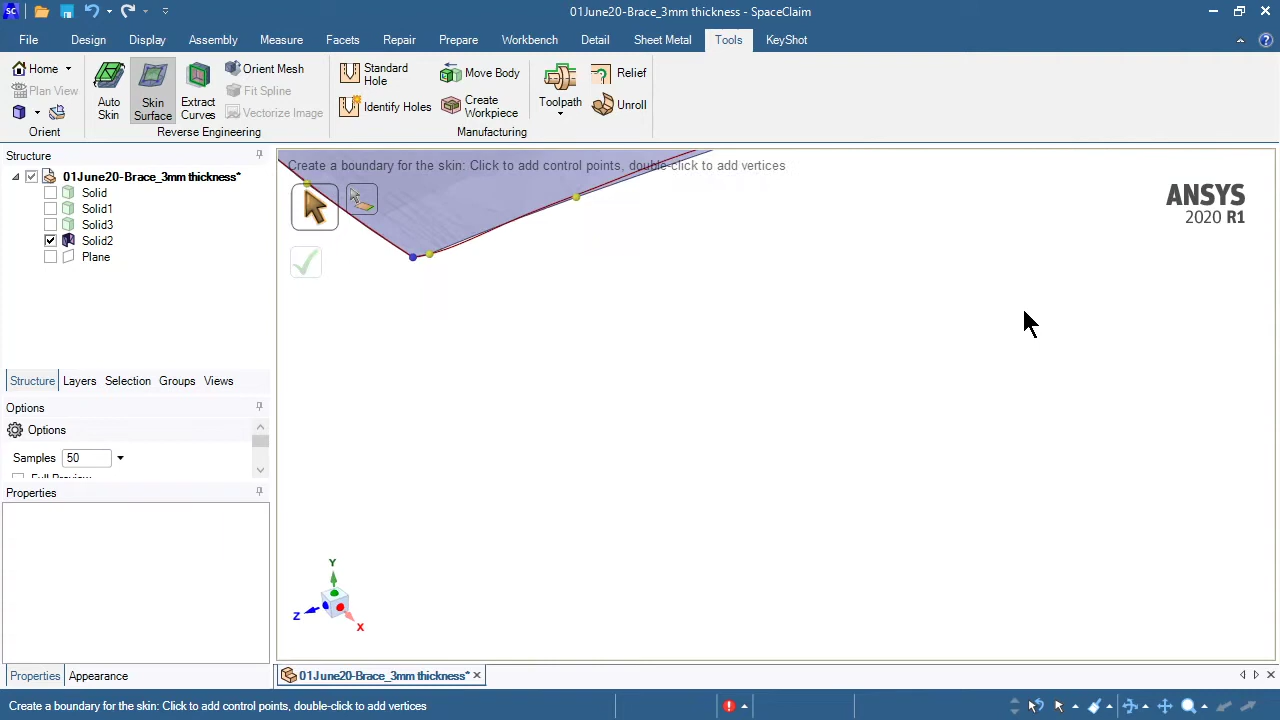 01June20-Brace_3mm thickness - SpaceClaim
File Design Display Assembly Measure Facets Repair Prepare Workbench Detail Sheet Metal Tools KeyShot
Home
Plan View
Orient
Auto Skin
Skin Surface
Extract Curves
Orient Mesh
Fit Spline
Vectorize Image
Reverse Engineering
Standard Hole
Identify Holes
Move Body
Create Workpiece
Toolpath
Relief
Unroll
Manufacturing
Structure
01June20-Brace_3mm thickness*
Solid
Solid1
Solid3
Solid2
Plane
Structure Layers Selection Groups Views
Options
Options
Samples 50
Full Preview
Properties
Properties Appearance
Create a boundary for the skin: Click to add control points, double-click to add vertices
ANSYS
2020 R1
Y
Z
X
01June20-Brace_3mm thickness*
Create a boundary for the skin: Click to add control points, double-click to add vertices